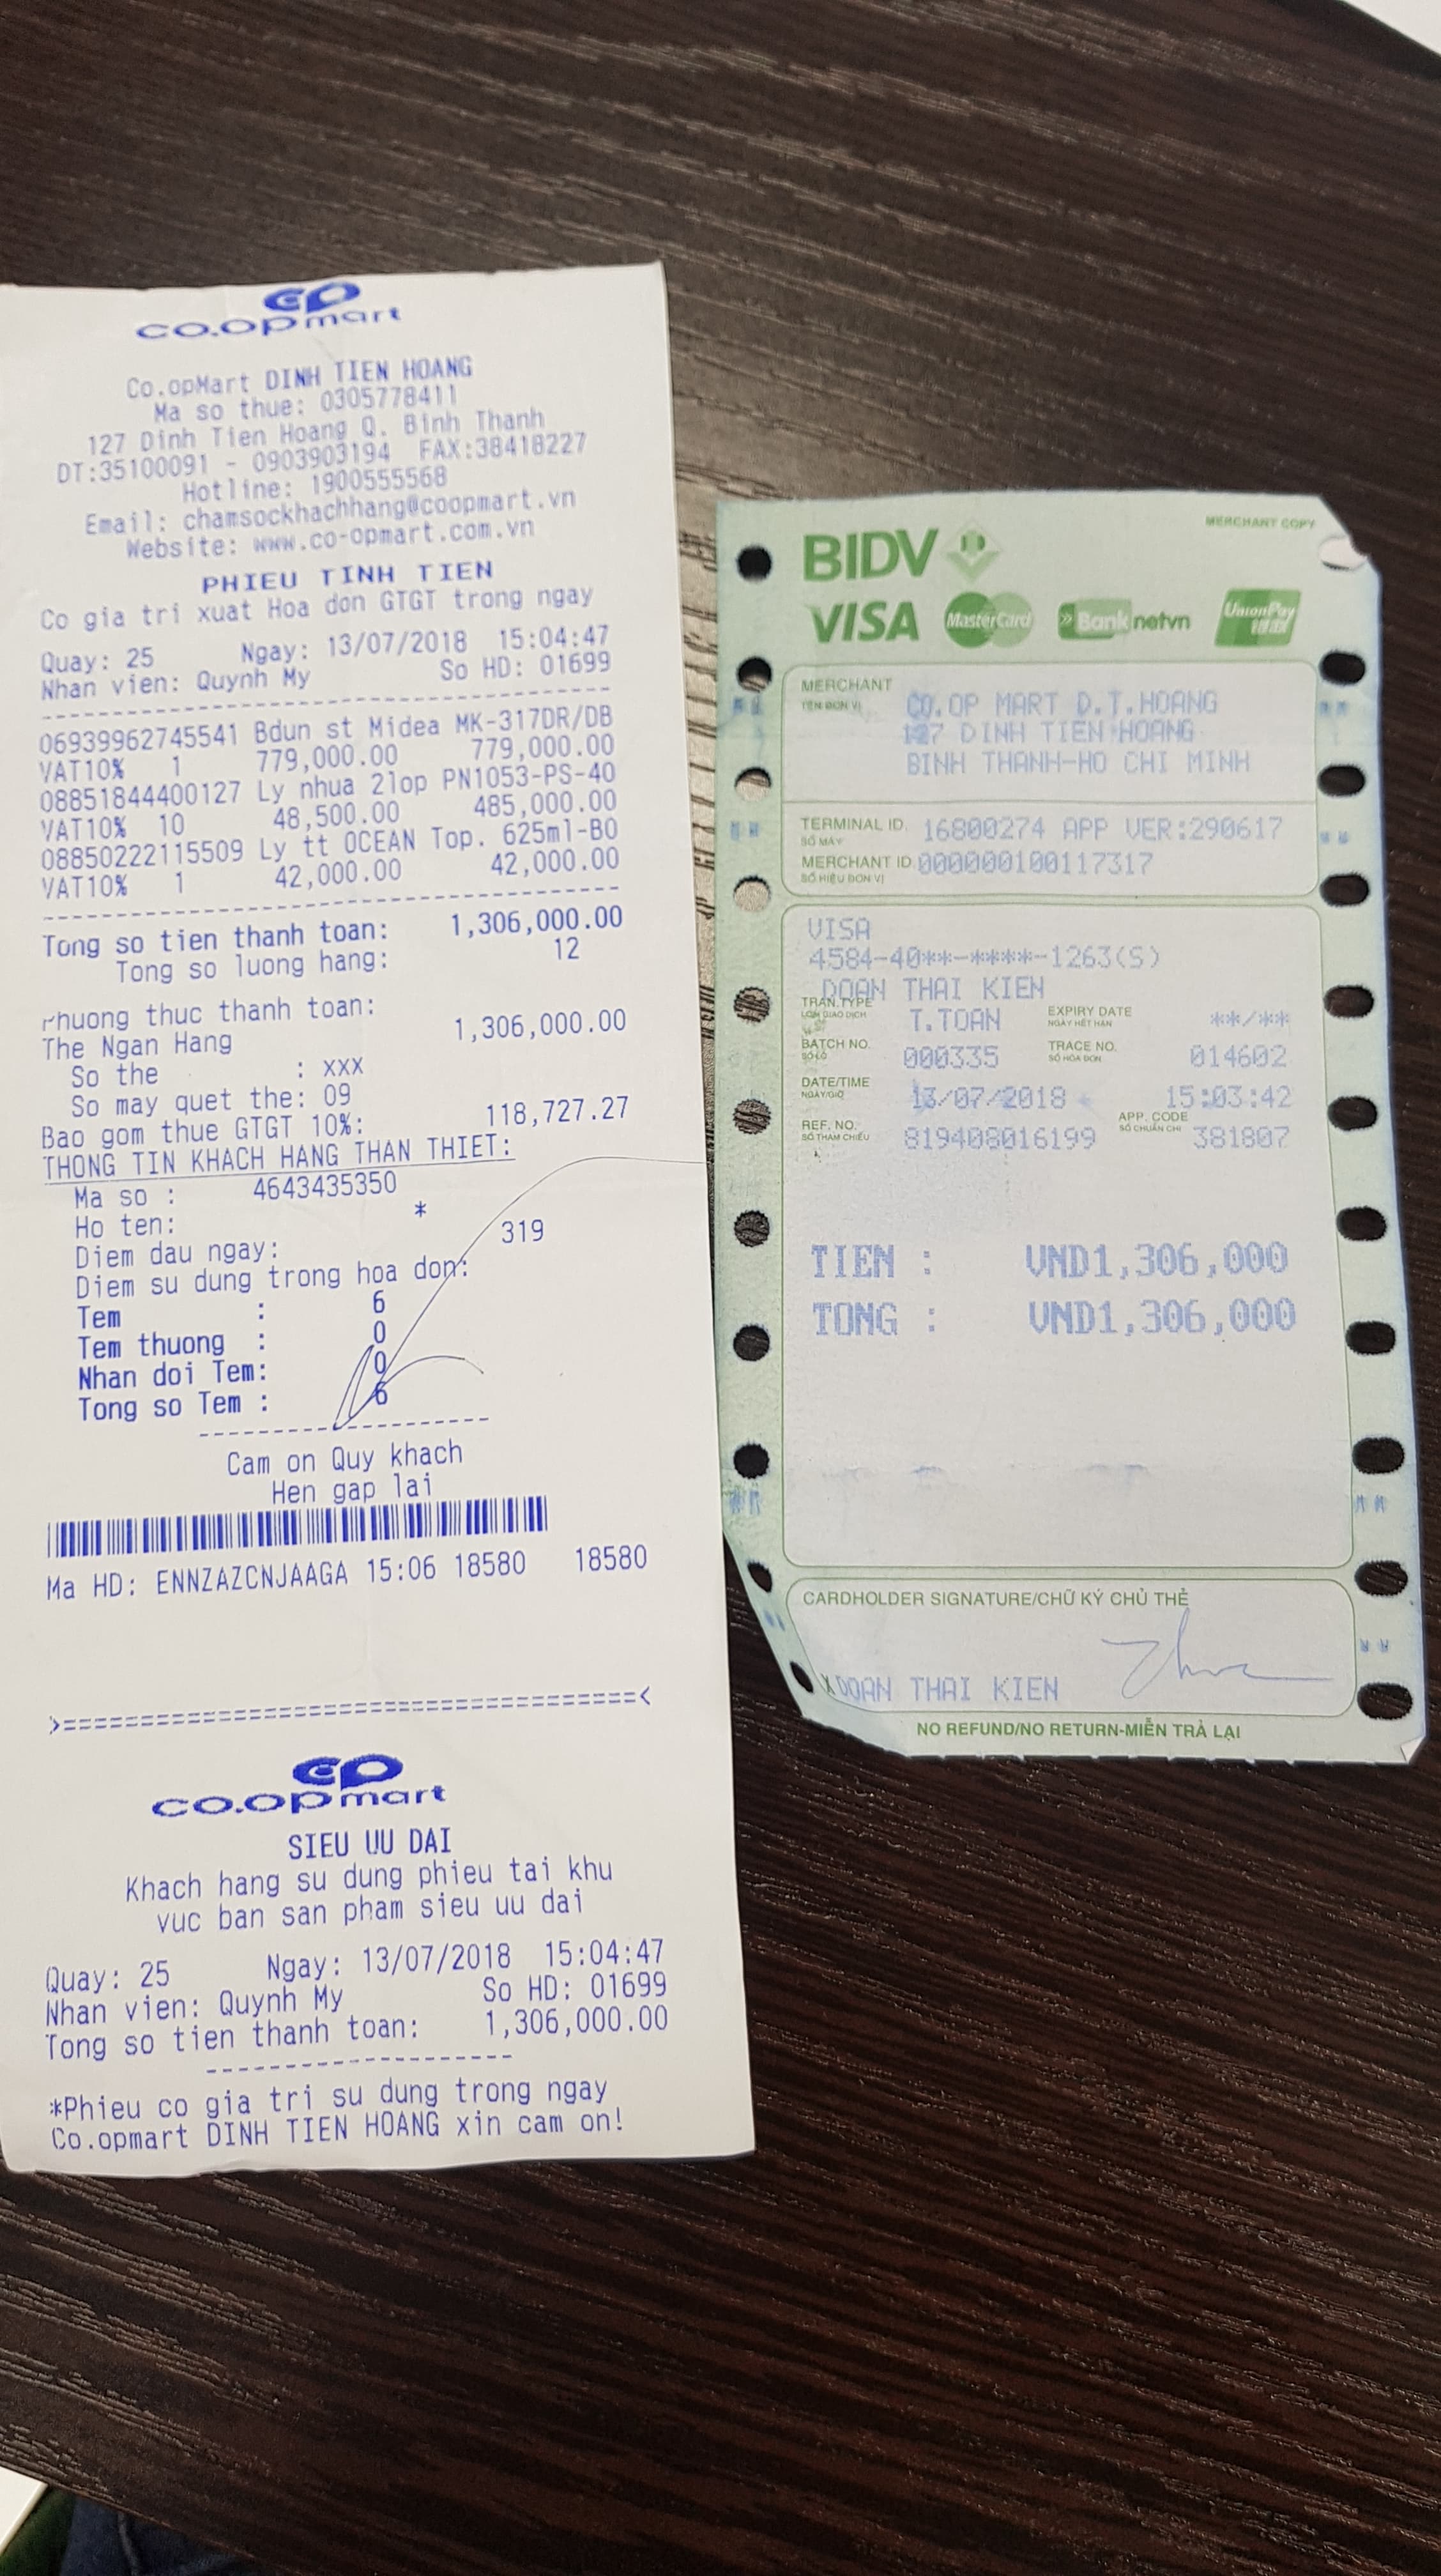 co.opmart
Co.opMart DINH TIEN HOANG
Ma so thue: 0305778411
127 Dinh Tien Hoang Q. Binh Thanh
DT:35100091 - 0903903194 FAX:38418227
Hotline: 1900555568
Email: chamsockhachhang@coopmart.vn
Website: www.co-opmart.com.vn
PHIEU TINH TIEN
Co gia tri xuat Hoa don GTGT trong ngay
Quay: 25 Ngay: 13/07/2018 15:04:47
Nhan vien: Quynh My So HD: 01699
06939962745541 Bdun st Midea MK-317DR/DB
VAT10% 1 779,000.00 779,000.00
08851844400127 Ly nhua 2lop PN1053-PS-40
VAT10% 10 48,500.00 485,000.00
08850222115509 Ly tt OCEAN Top. 625ml-BO
VAT10% 1 42,000.00 42,000.00
Tong so tien thanh toan: 1,306,000.00
Tong so luong hang: 12
Phuong thuc thanh toan:
The Ngan Hang 1,306,000.00
So the : xxx
So may quet the: 09
Bao gom thue GTGT 10%: 118,727.27
THONG TIN KHACH HANG THAN THIET:
Ma so : 4643435350
Ho ten: *
Diem dau ngay: 319
Diem su dung trong hoa don:
Tem : 6
Tem thuong : 0
Nhan doi Tem: 0
Tong so Tem : 6
Cam on Quy khach
Hen gap lai
Ma HD: ENNZAZCNJAAGA 15:06 18580 18580
>=====================================<
co.opmart
SIEU UU DAI
Khach hang su dung phieu tai khu
vuc ban san pham sieu uu dai
Quay: 25 Ngay: 13/07/2018 15:04:47
Nhan vien: Quynh My So HD: 01699
Tong so tien thanh toan: 1,306,000.00
*Phieu co gia tri su dung trong ngay
Co.opmart DINH TIEN HOANG xin cam on!
MERCHANT COPY
BIDV
VISA MasterCard Banknetvn UnionPay 银联
MERCHANT CO.OP MART D.T.HOANG
TÊN ĐƠN VỊ 127 DINH TIEN HOANG
BINH THANH-HO CHI MINH
TERMINAL ID. 16800274 APP VER:290617
SỐ MÁY
MERCHANT ID. 000000100117317
SỐ HIỆU ĐƠN VỊ
VISA
4584-40**-****-1263(S)
DOAN THAI KIEN
TRAN.TYPE T.TOAN EXPIRY DATE **/**
LOẠI GIAO DỊCH NGÀY HẾT HẠN
BATCH NO. 000335 TRACE NO. 014602
SỐ LÔ SỐ HÓA ĐƠN
DATE/TIME 13/07/2018 15:03:42
NGÀY/GIỜ
REF. NO. 819408016199 APP. CODE 381807
SỐ THAM CHIẾU SỐ CHUẨN CHI
TIEN : VND1,306,000
TONG : VND1,306,000
CARDHOLDER SIGNATURE/CHỮ KÝ CHỦ THẺ
X DOAN THAI KIEN
NO REFUND/NO RETURN-MIỄN TRẢ LẠI